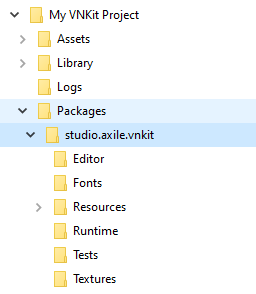 My VNKit Project
Assets
Library
Logs
Packages
studio.axile.vnkit
Editor
Fonts
Resources
Runtime
Tests
Textures